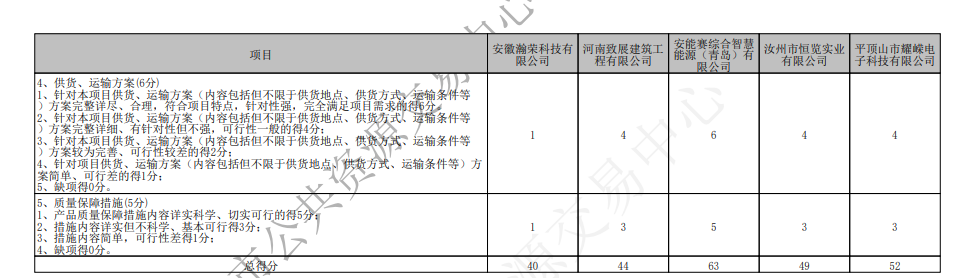 项目
安徽瀚荣科技有
限公司
河南致展建筑工
程有限公司
安能赛综合智慧
能源（青岛）有
限公司
汝州市恒览实业
有限公司
平顶山市耀嵘电
子科技有限公司
4、供货、运输方案(6分)
1、针对本项目供货、运输方案（内容包括但不限于供货地点、供货方式、运输条件等
）方案完整详尽、合理，符合项目特点，针对性强，完全满足项目需求的得6分。
2、针对本项目供货、运输方案（内容包括但不限于供货地点、供货方式、运输条件等
）方案完整详细、有针对性但不强，可行性一般的得4分；
3、针对本项目供货、运输方案（内容包括但不限于供货地点、供货方式、运输条件等
）方案较为完善、可行性较差的得2分；
4、针对项目供货、运输方案（内容包括但不限于供货地点、供货方式、运输条件等）方
案简单、可行差的得1分；
5、缺项得0分。
1
4
6
4
4
5、质量保障措施(5分)
1、产品质量保障措施内容详实科学、切实可行的得5分；
2、措施内容详实但不科学、基本可行得3分；
3、措施内容简单，可行性差得1分；
4、缺项得0分。
1
3
5
3
3
总得分
40
44
63
49
52
市公共资源交易中心
源交易中心